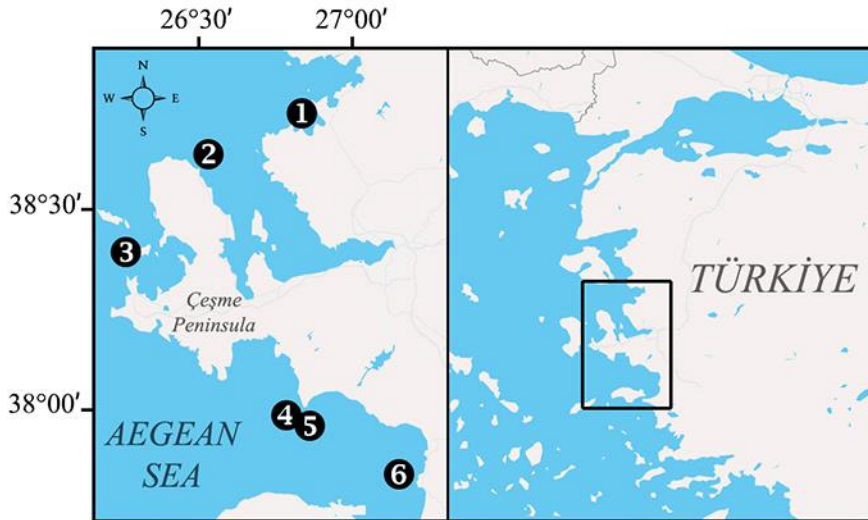 26°30′ 27°00′
N
W E
S
1
2
38°30′
3
Çeşme
Peninsula
TÜRKİYE
38°00′
4
5
AEGEAN
SEA
6